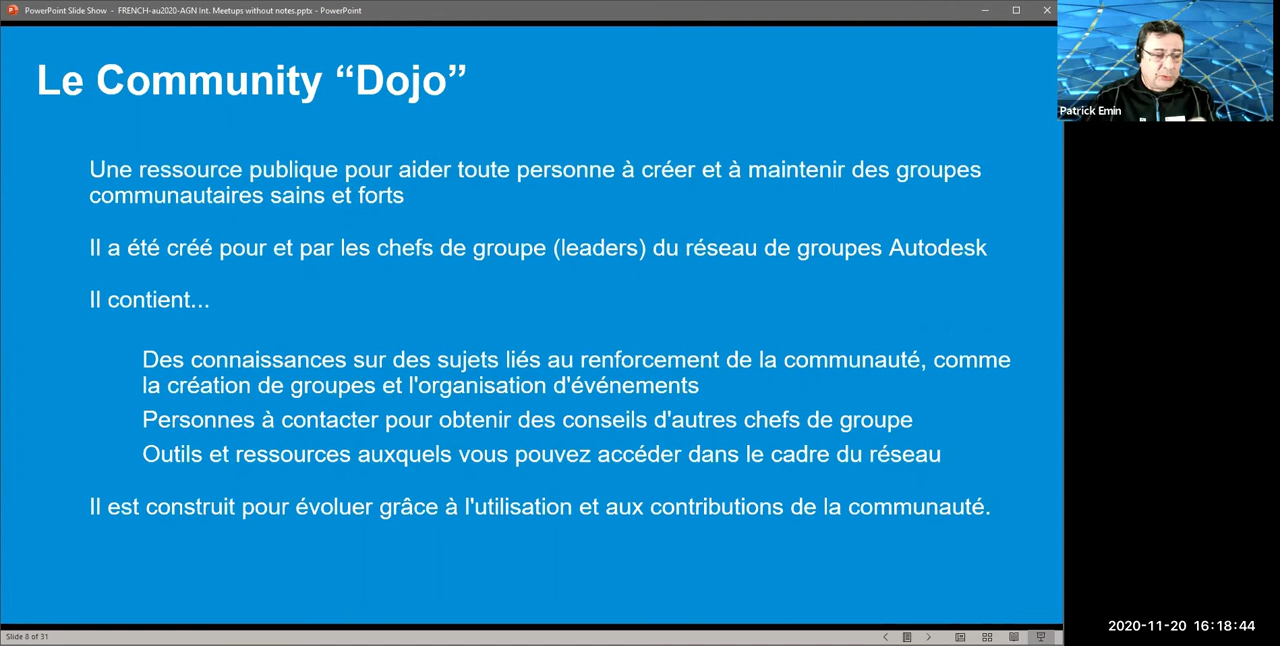 PowerPoint Slide Show - FRENCH-au2020-AGN Int. Meetups without notes.pptx - PowerPoint
Le Community “Dojo”
Une ressource publique pour aider toute personne à créer et à maintenir des groupes
communautaires sains et forts
Il a été créé pour et par les chefs de groupe (leaders) du réseau de groupes Autodesk
Il contient...
Des connaissances sur des sujets liés au renforcement de la communauté, comme
la création de groupes et l'organisation d'événements
Personnes à contacter pour obtenir des conseils d'autres chefs de groupe
Outils et ressources auxquels vous pouvez accéder dans le cadre du réseau
Il est construit pour évoluer grâce à l'utilisation et aux contributions de la communauté.
Slide 8 of 31
Patrick Emin
2020-11-20 16:18:44